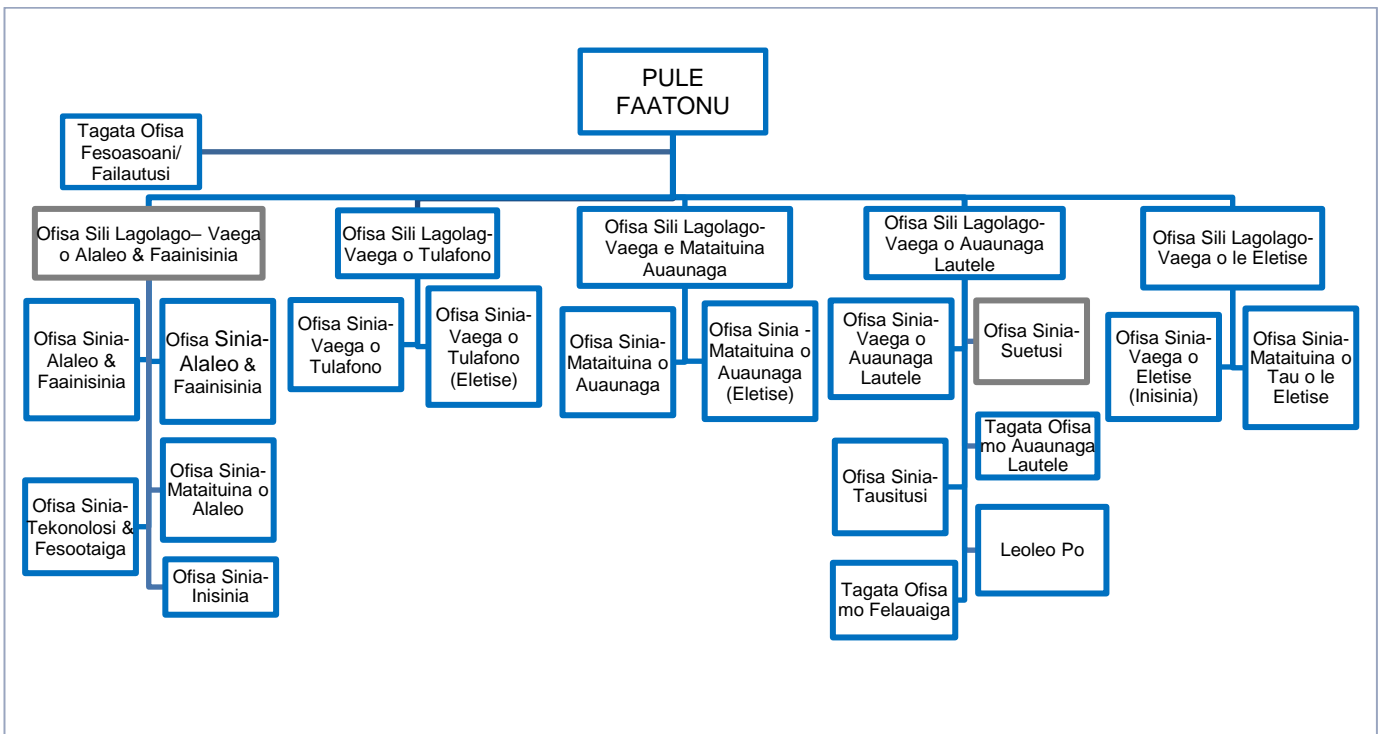 PULE
FAATONU
Tagata Ofisa
Fesoasoani/
Failautusi
Ofisa Sili Lagolago– Vaega
o Alaleo & Faainisinia
Ofisa Sili Lagolag-
Vaega o Tulafono
Ofisa Sili Lagolago-
Vaega e Mataituina
Auaunaga
Ofisa Sili Lagolago-
Vaega o Auaunaga
Lautele
Ofisa Sili Lagolago-
Vaega o le Eletise
Ofisa Sinia-
Alaleo &
Faainisinia
Ofisa Sinia-
Alaleo &
Faainisinia
Ofisa Sinia-
Tekonolosi &
Fesootaiga
Ofisa Sinia-
Mataituina o
Alaleo
Ofisa Sinia-
Inisinia
Ofisa Sinia-
Vaega o
Tulafono
Ofisa Sinia-
Vaega o
Tulafono
(Eletise)
Ofisa Sinia-
Mataituina o
Auaunaga
Ofisa Sinia -
Mataituina o
Auaunaga
(Eletise)
Ofisa Sinia-
Vaega o
Auaunaga
Lautele
Ofisa Sinia-
Suetusi
Tagata Ofisa
mo Auaunaga
Lautele
Ofisa Sinia-
Tausitusi
Leoleo Po
Tagata Ofisa
mo Felauaiga
Ofisa Sinia-
Vaega o
Eletise
(Inisinia)
Ofisa Sinia-
Mataituina o
Tau o le
Eletise